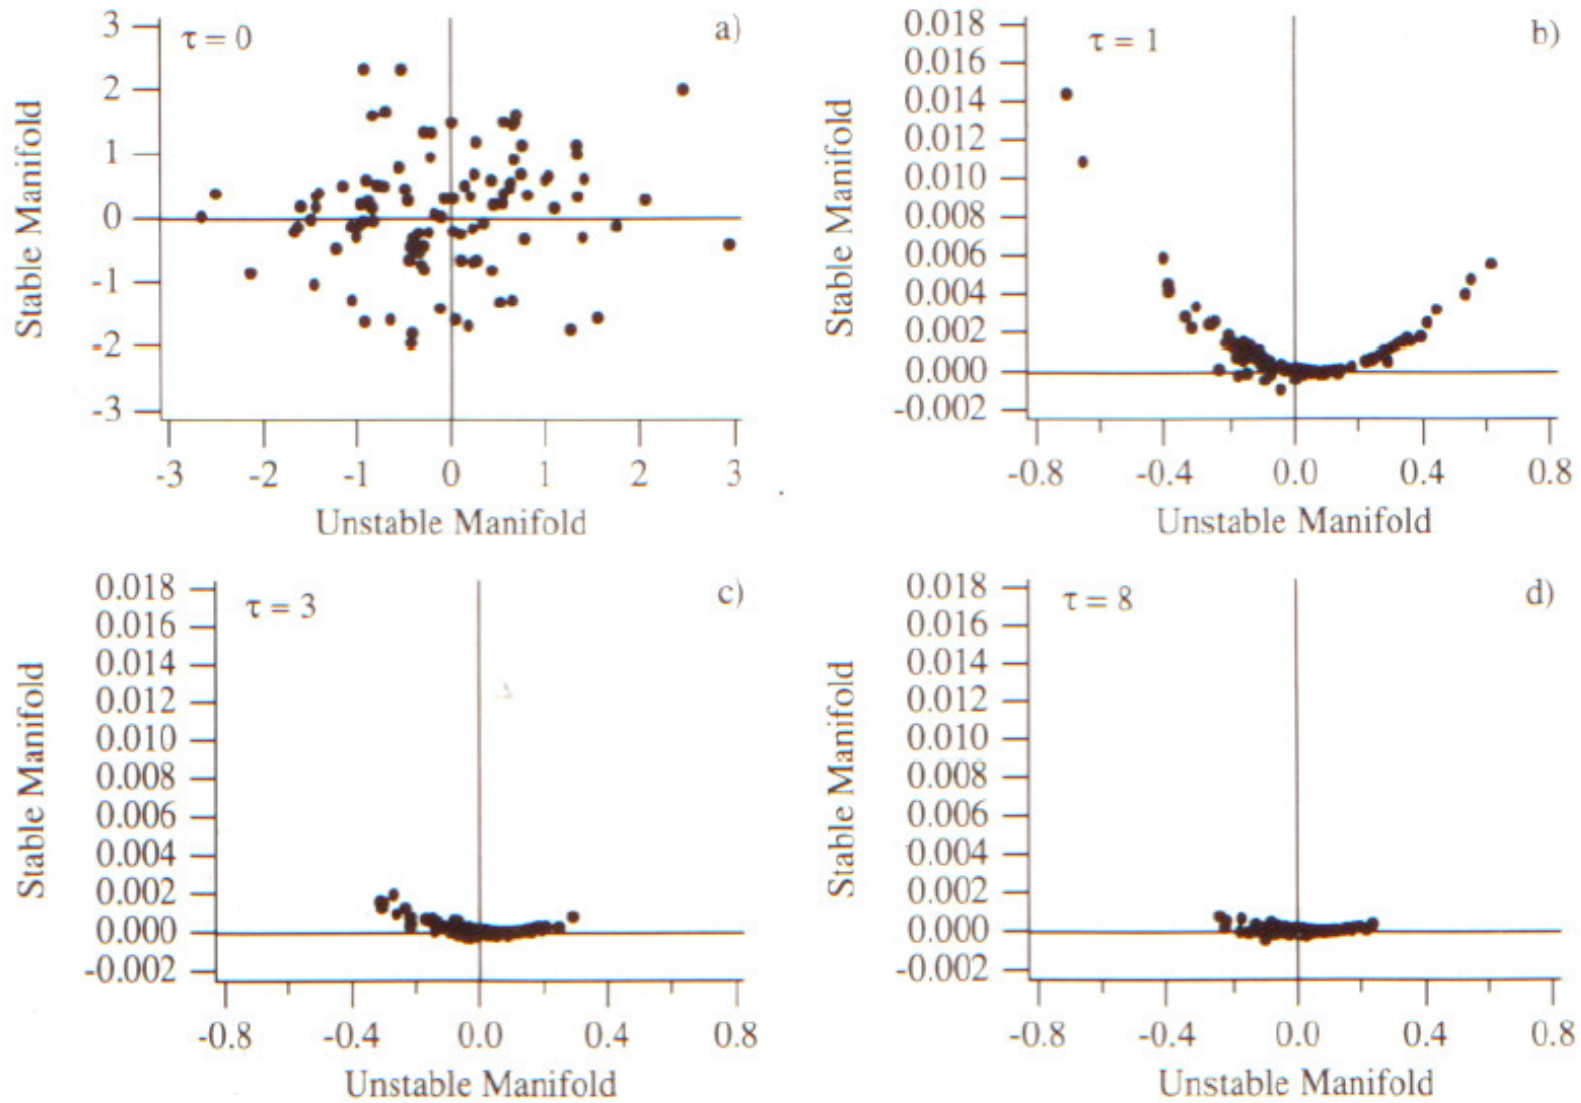 τ = 0
a)
3
2
1
0
-1
-2
-3
Stable Manifold
-3 -2 -1 0 1 2 3
Unstable Manifold
τ = 1
b)
0.018
0.016
0.014
0.012
0.010
0.008
0.006
0.004
0.002
0.000
-0.002
Stable Manifold
-0.8 -0.4 0.0 0.4 0.8
Unstable Manifold
τ = 3
c)
0.018
0.016
0.014
0.012
0.010
0.008
0.006
0.004
0.002
0.000
-0.002
Stable Manifold
-0.8 -0.4 0.0 0.4 0.8
Unstable Manifold
τ = 8
d)
0.018
0.016
0.014
0.012
0.010
0.008
0.006
0.004
0.002
0.000
-0.002
Stable Manifold
-0.8 -0.4 0.0 0.4 0.8
Unstable Manifold